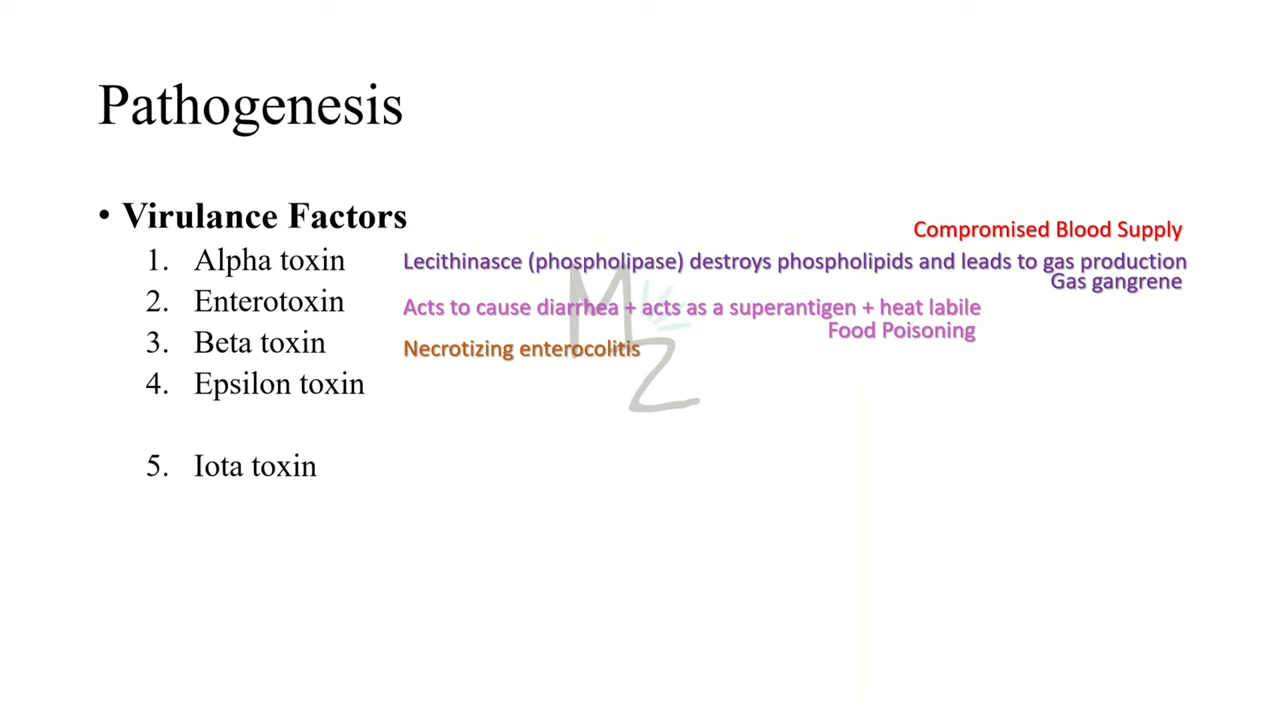 Pathogenesis
• Virulance Factors
Compromised Blood Supply
1. Alpha toxin Lecithinasce (phospholipase) destroys phospholipids and leads to gas production
Gas gangrene
2. Enterotoxin Acts to cause diarrhea + acts as a superantigen + heat labile
Food Poisoning
3. Beta toxin Necrotizing enterocolitis
4. Epsilon toxin
5. Iota toxin
MZ